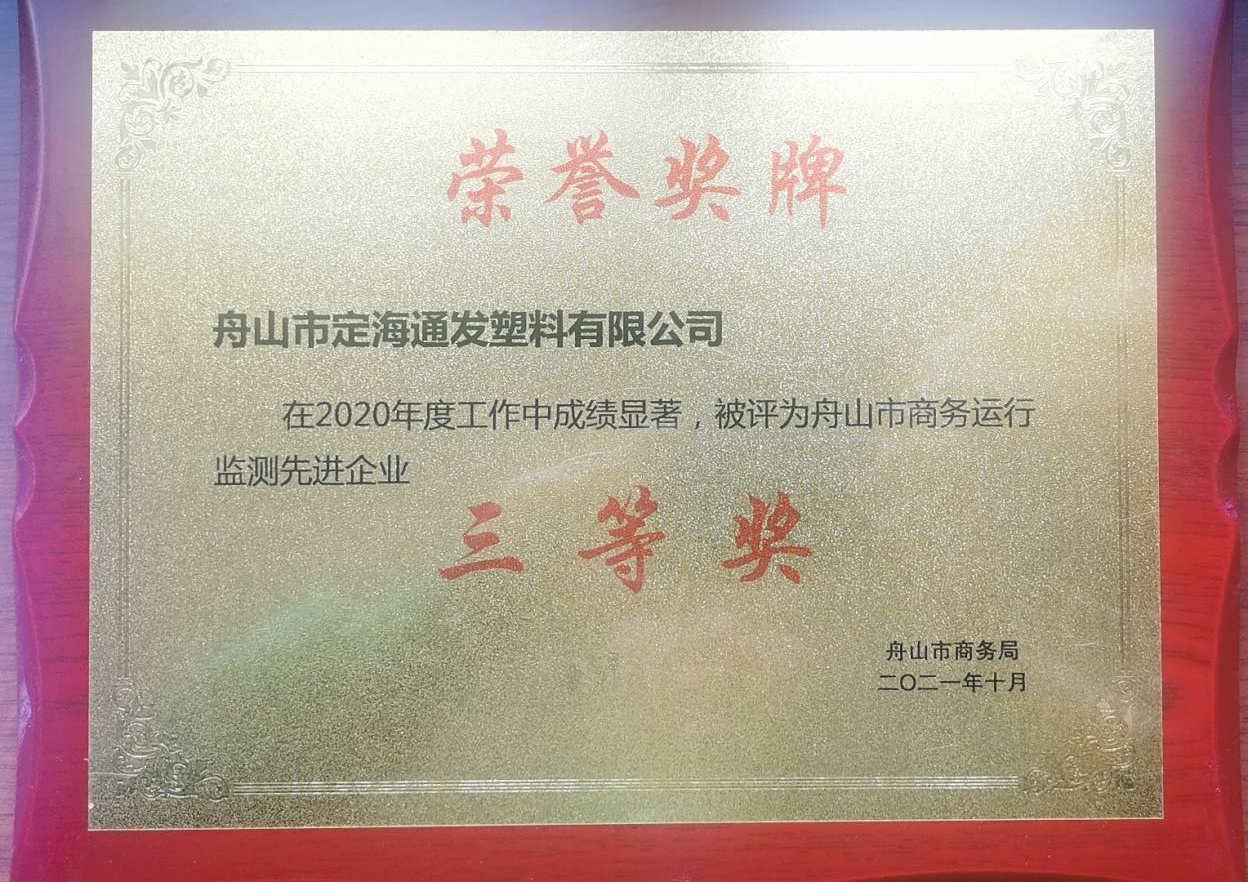 荣誉奖牌
舟山市定海通发塑料有限公司
在2020年度工作中成绩显著，被评为舟山市商务运行
监测先进企业
三等奖
舟山市商务局
二〇二一年十月